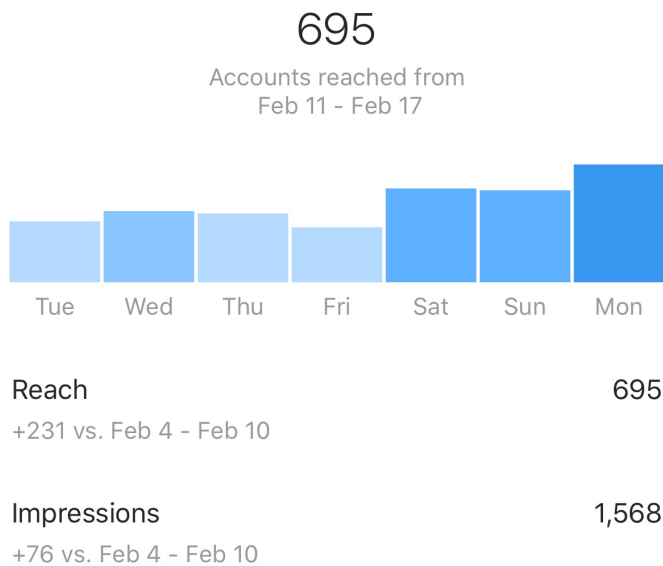 695
Accounts reached from
Feb 11 - Feb 17
Tue Wed Thu Fri Sat Sun Mon
Reach 695
+231 vs. Feb 4 - Feb 10
Impressions 1,568
+76 vs. Feb 4 - Feb 10